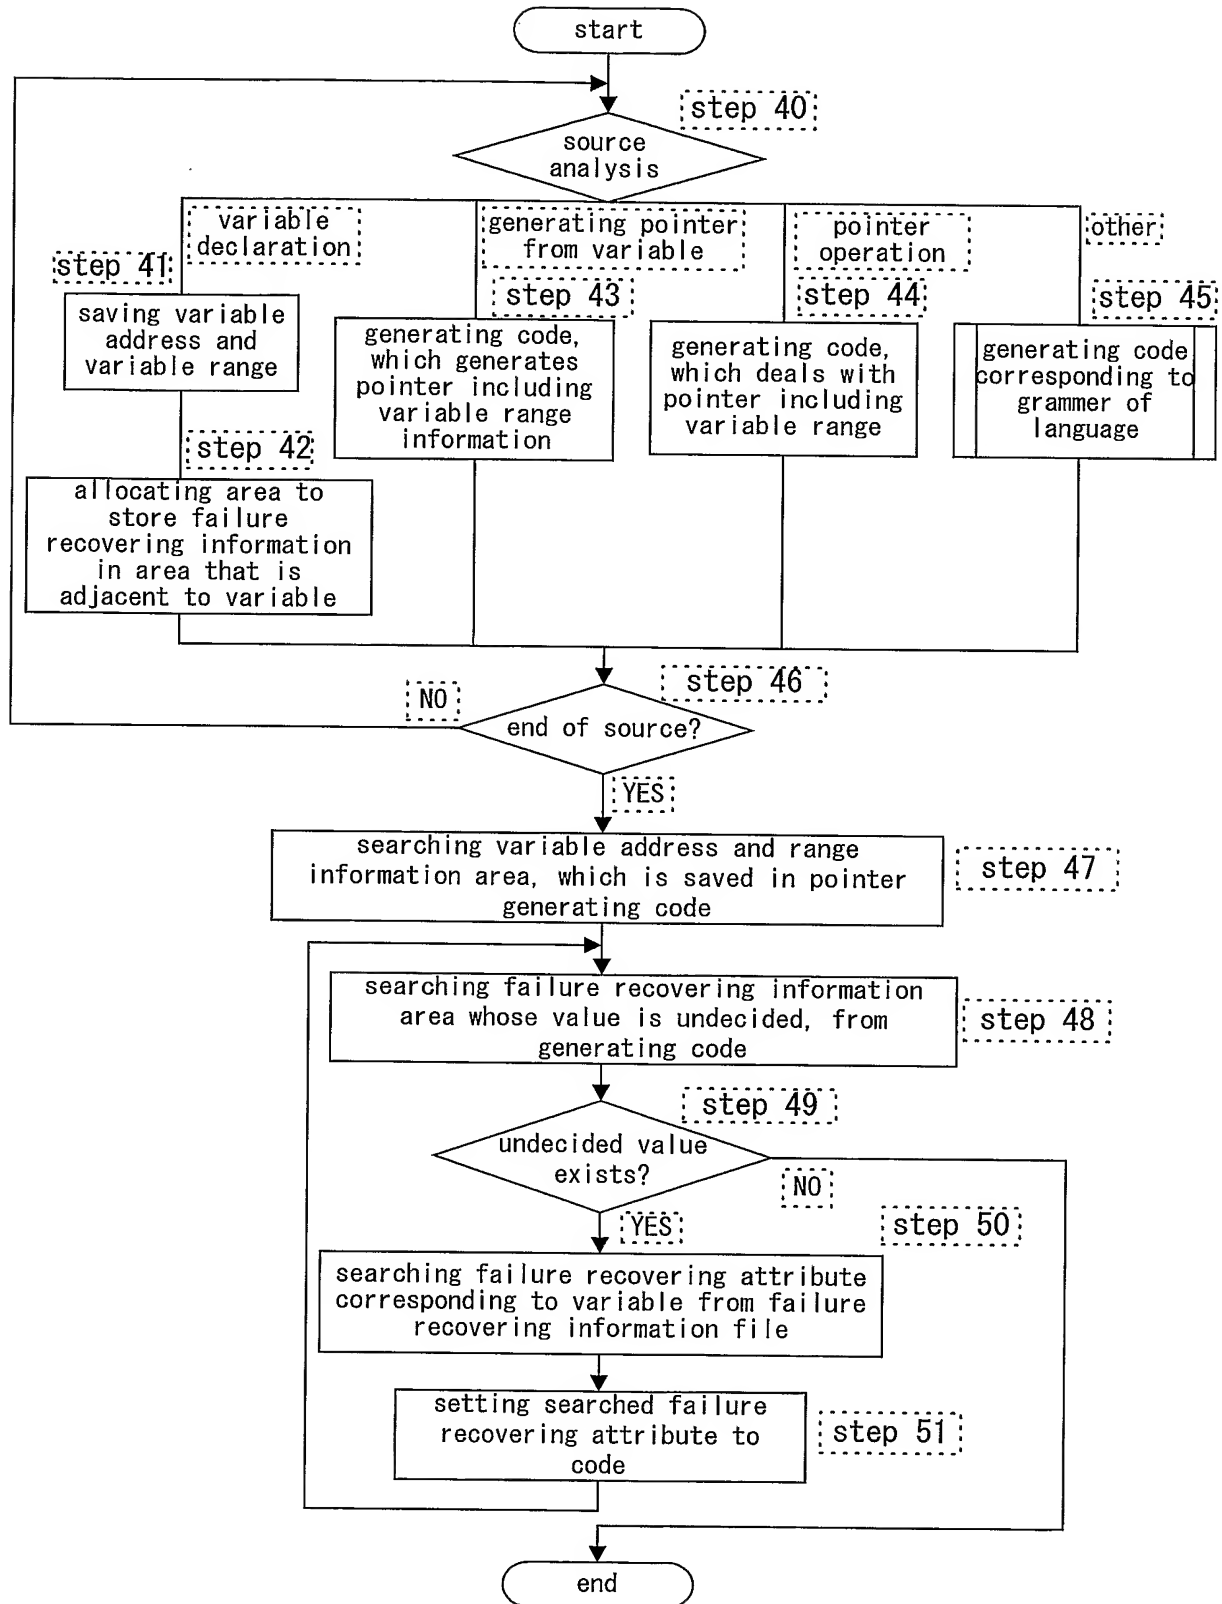 start
step 40
source
analysis
variable
declaration
generating pointer
from variable
pointer
operation
other
step 41
step 43
step 44
step 45
saving variable
address and
variable range
generating code,
which generates
pointer including
variable range
information
generating code,
which deals with
pointer including
variable range
generating code
corresponding to
grammer of
language
step 42
allocating area to
store failure
recovering information
in area that is
adjacent to variable
step 46
NO
end of source?
YES
searching variable address and range
information area, which is saved in pointer
generating code
step 47
searching failure recovering information
area whose value is undecided, from
generating code
step 48
step 49
undecided value
exists?
NO
YES
step 50
searching failure recovering attribute
corresponding to variable from failure
recovering information file
setting searched failure
recovering attribute to
code
step 51
end